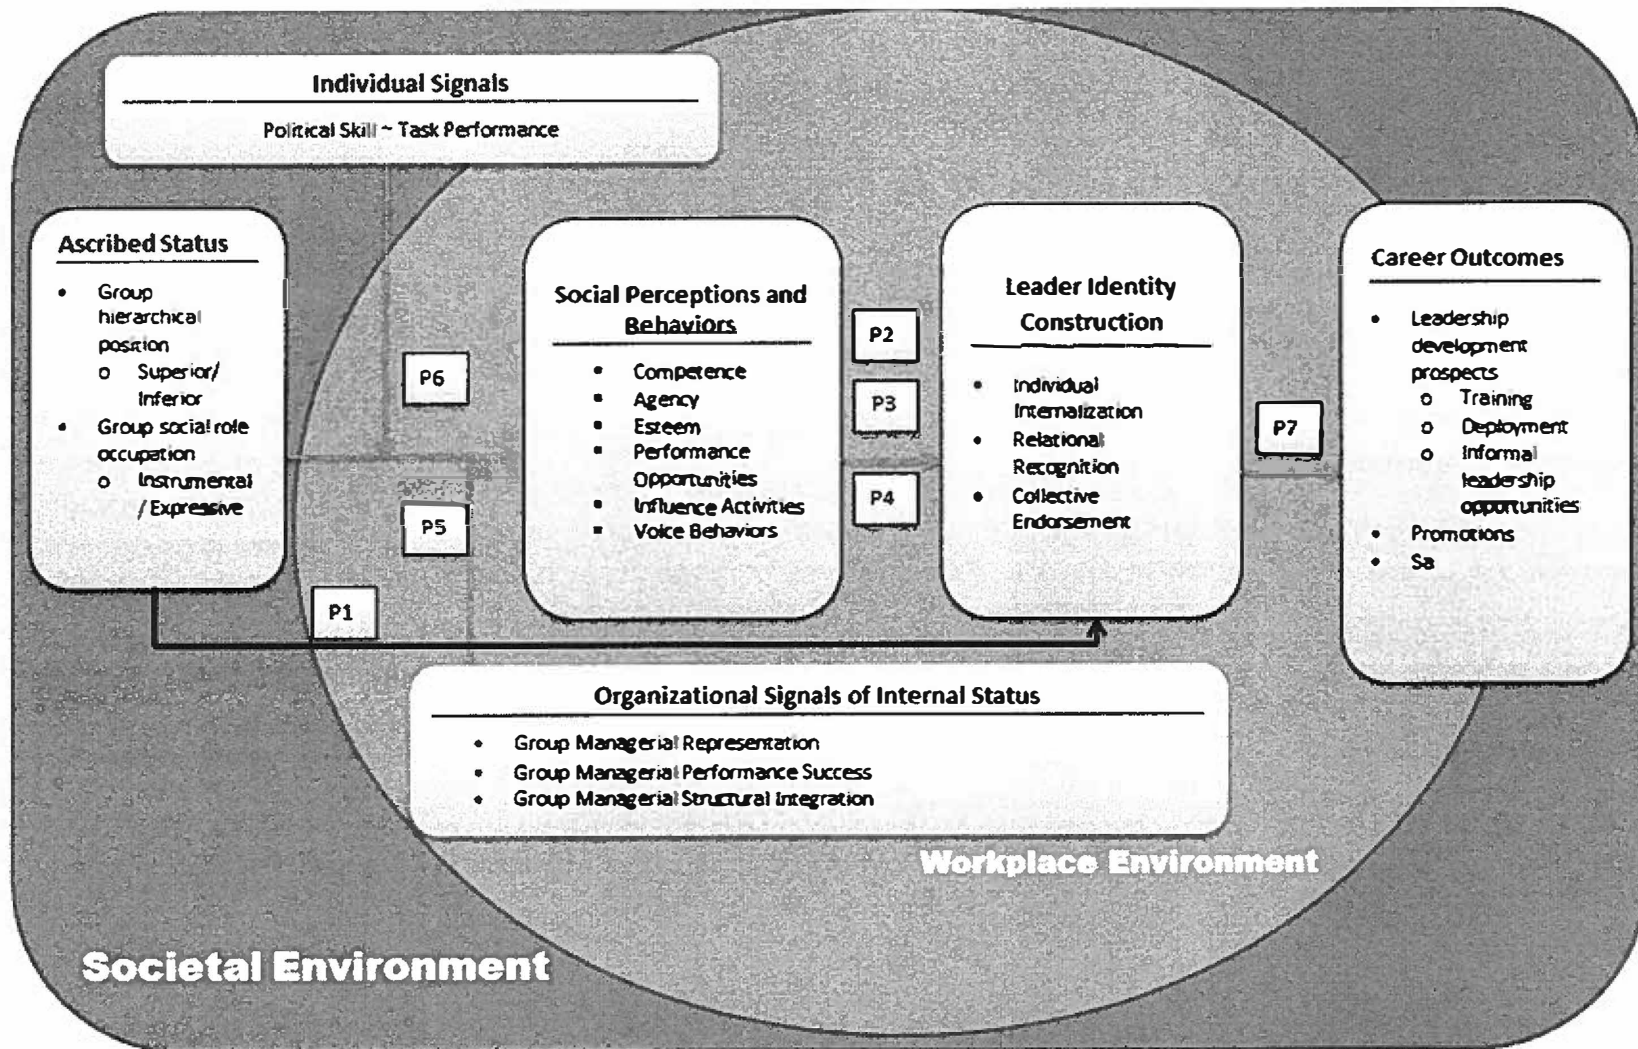 Individual Signals
Political Skill ~ Task Performance
Ascribed Status
• Group
hierarchical
position
o Superior/
Inferior
• Group social role
occupation
o Instrumental
/ Expressive
P6
P5
P1
Social Perceptions and
Behaviors
▪ Competence
▪ Agency
▪ Esteem
▪ Performance
Opportunities
▪ Influence Activities
▪ Voice Behaviors
P2
P3
P4
Leader Identity
Construction
• Individual
Internalization
• Relational
Recognition
• Collective
Endorsement
P7
Career Outcomes
• Leadership
development
prospects
o Training
o Deployment
o Informal
leadership
opportunities
• Promotions
• Sa
Organizational Signals of Internal Status
• Group Managerial Representation
• Group Managerial Performance Success
• Group Managerial Structural Integration
Workplace Environment
Societal Environment